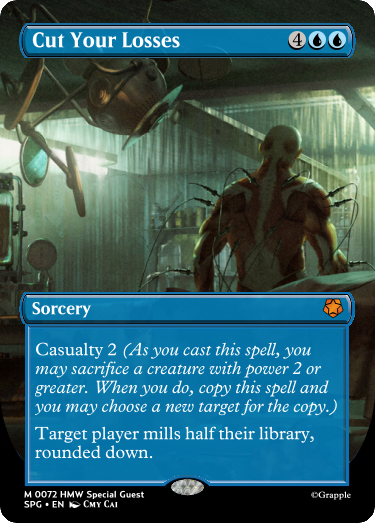 Cut Your Losses 4
Sorcery
Casualty 2 (As you cast this spell, you
may sacrifice a creature with power 2 or
greater. When you do, copy this spell and
you may choose a new target for the copy.)
Target player mills half their library,
rounded down.
M 0072 HMW Special Guest
SPG • EN Cmy Cai
©Grapple